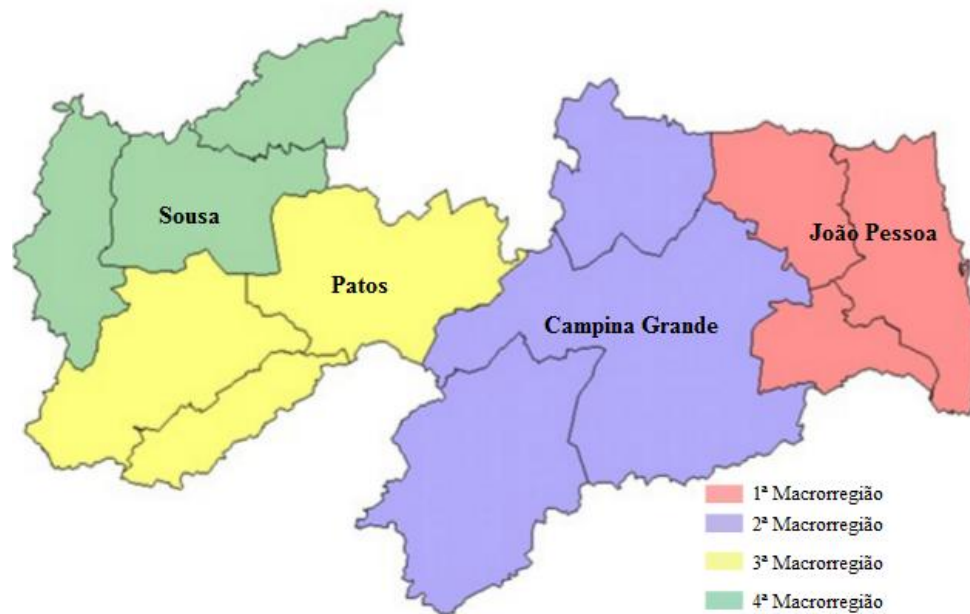 Sousa
João Pessoa
Patos
Campina Grande
1ª Macrorregião
2ª Macrorregião
3ª Macrorregião
4ª Macrorregião